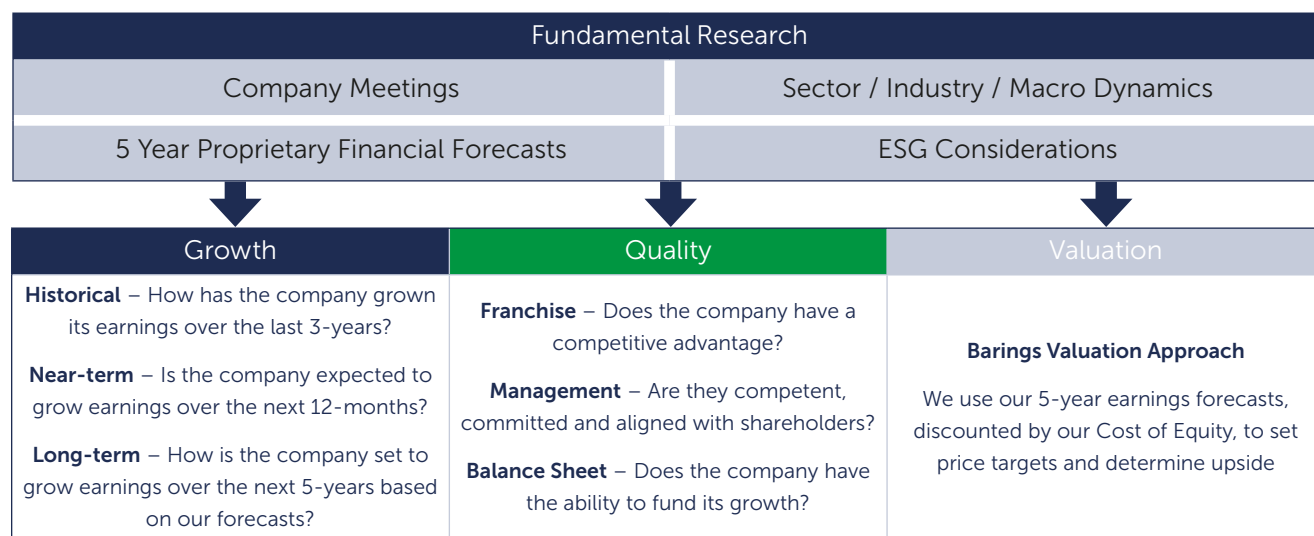 Fundamental Research
Company Meetings
Sector / Industry / Macro Dynamics
5 Year Proprietary Financial Forecasts
ESG Considerations
Growth
Historical – How has the company grown
its earnings over the last 3-years?
Near-term – Is the company expected to
grow earnings over the next 12-months?
Long-term – How is the company set to
grow earnings over the next 5-years based
on our forecasts?
Quality
Franchise – Does the company have a
competitive advantage?
Management – Are they competent,
committed and aligned with shareholders?
Balance Sheet – Does the company have
the ability to fund its growth?
Valuation
Barings Valuation Approach
We use our 5-year earnings forecasts,
discounted by our Cost of Equity, to set
price targets and determine upside